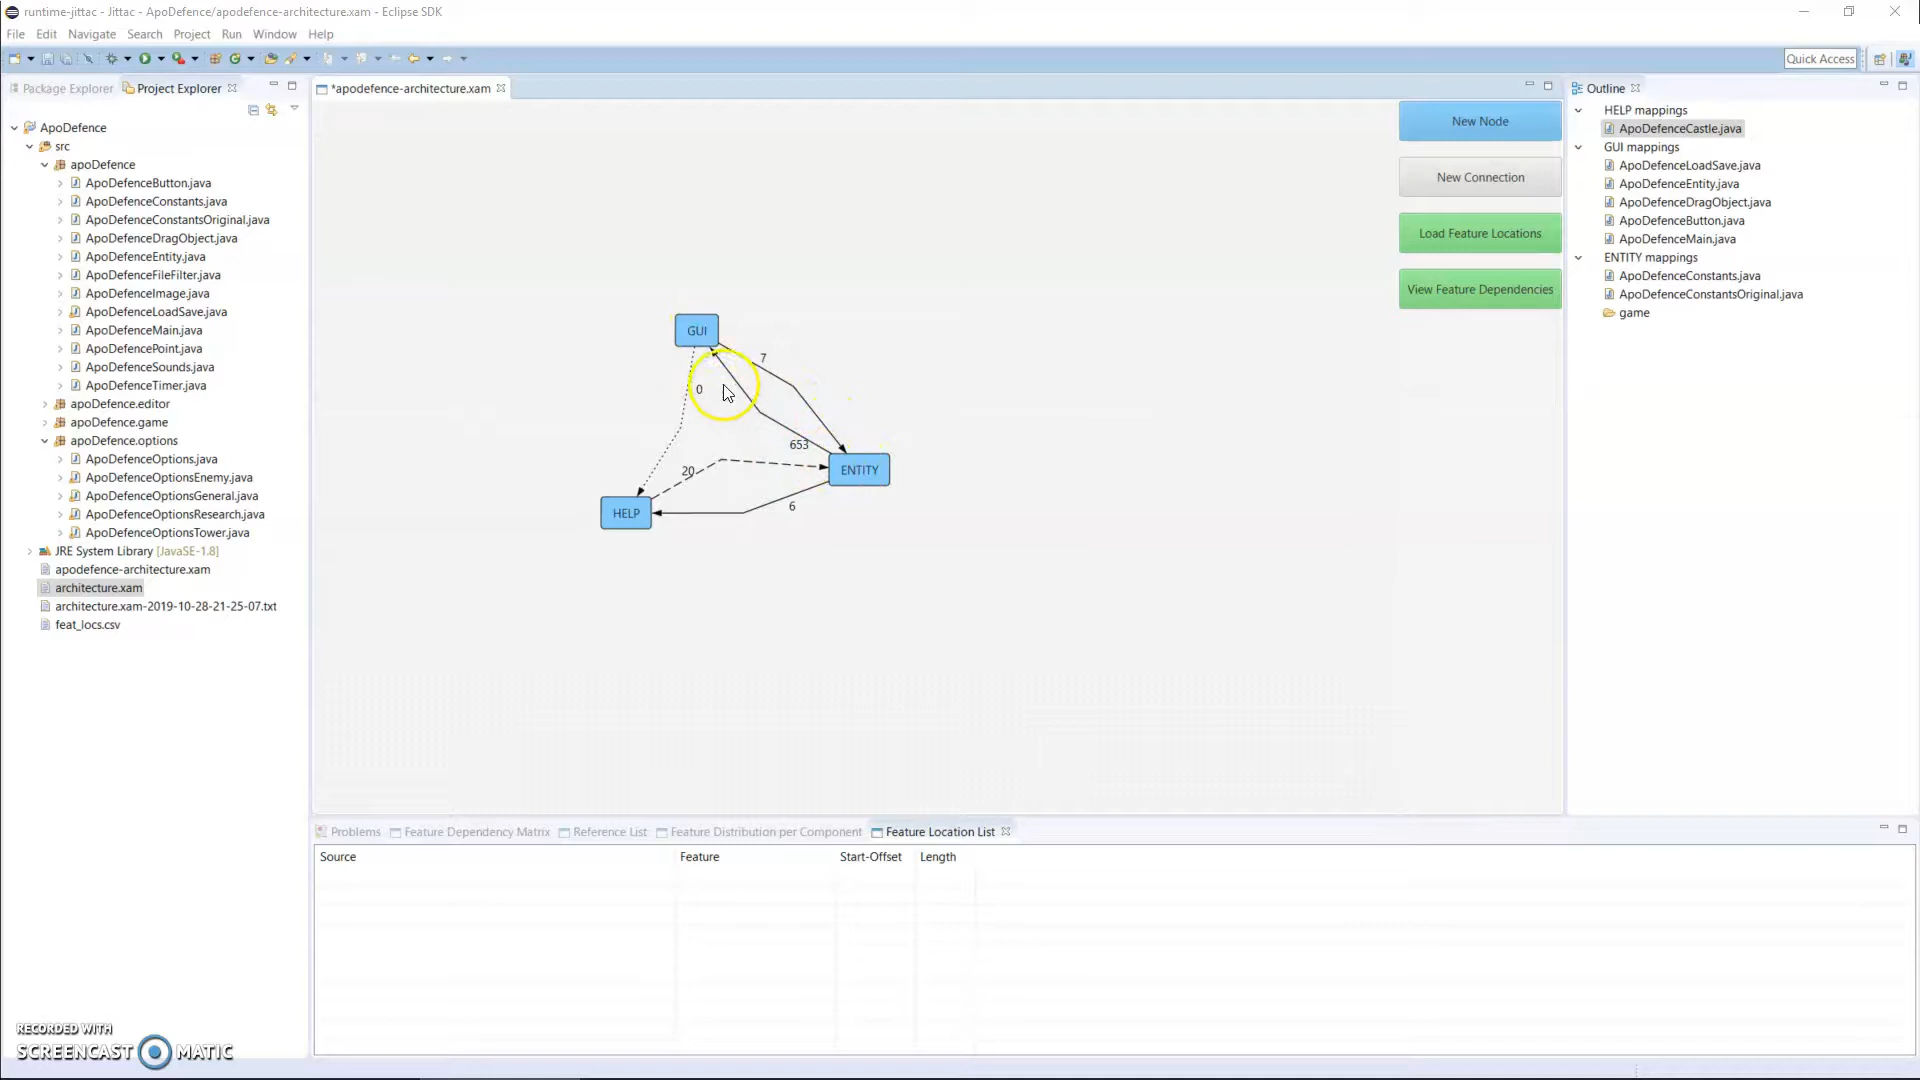 runtime-jittac - Jittac - ApoDefence/apodefence-architecture.xam - Eclipse SDK
File Edit Navigate Search Project Run Window Help
Quick Access
Package Explorer Project Explorer
ApoDefence
src
apoDefence
ApoDefenceButton.java
ApoDefenceConstants.java
ApoDefenceConstantsOriginal.java
ApoDefenceDragObject.java
ApoDefenceEntity.java
ApoDefenceFileFilter.java
ApoDefenceImage.java
ApoDefenceLoadSave.java
ApoDefenceMain.java
ApoDefencePoint.java
ApoDefenceSounds.java
ApoDefenceTimer.java
apoDefence.editor
apoDefence.game
apoDefence.options
ApoDefenceOptions.java
ApoDefenceOptionsEnemy.java
ApoDefenceOptionsGeneral.java
ApoDefenceOptionsResearch.java
ApoDefenceOptionsTower.java
JRE System Library [JavaSE-1.8]
apodefence-architecture.xam
architecture.xam
architecture.xam-2019-10-28-21-25-07.txt
feat_locs.csv
*apodefence-architecture.xam
New Node
New Connection
Load Feature Locations
View Feature Dependencies
GUI
7
0
653
20
ENTITY
6
HELP
Outline
HELP mappings
ApoDefenceCastle.java
GUI mappings
ApoDefenceLoadSave.java
ApoDefenceEntity.java
ApoDefenceDragObject.java
ApoDefenceButton.java
ApoDefenceMain.java
ENTITY mappings
ApoDefenceConstants.java
ApoDefenceConstantsOriginal.java
game
Problems Feature Dependency Matrix Reference List Feature Distribution per Component Feature Location List
Source Feature Start-Offset Length
RECORDED WITH
SCREENCAST MATIC